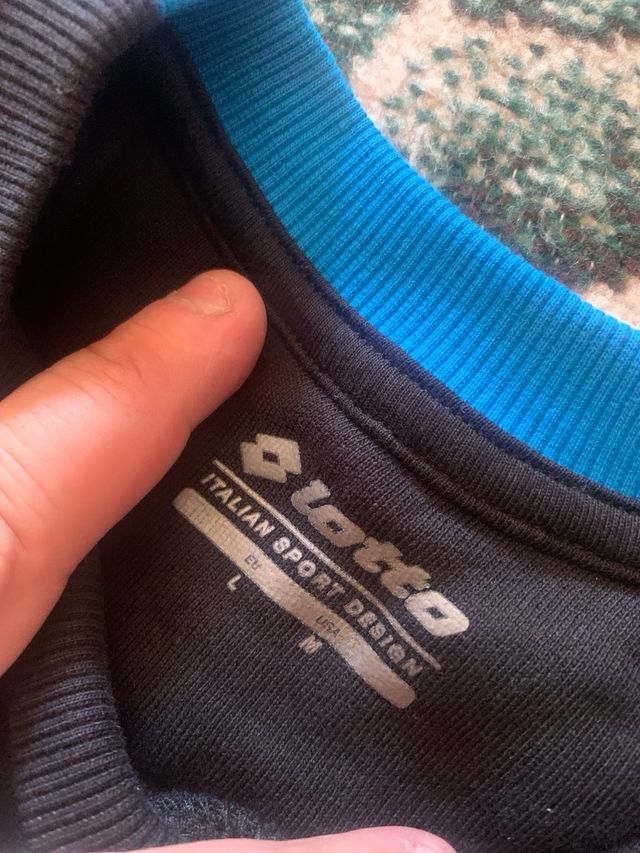 lotto
ITALIAN SPORT DESIGN
EU USA
L M